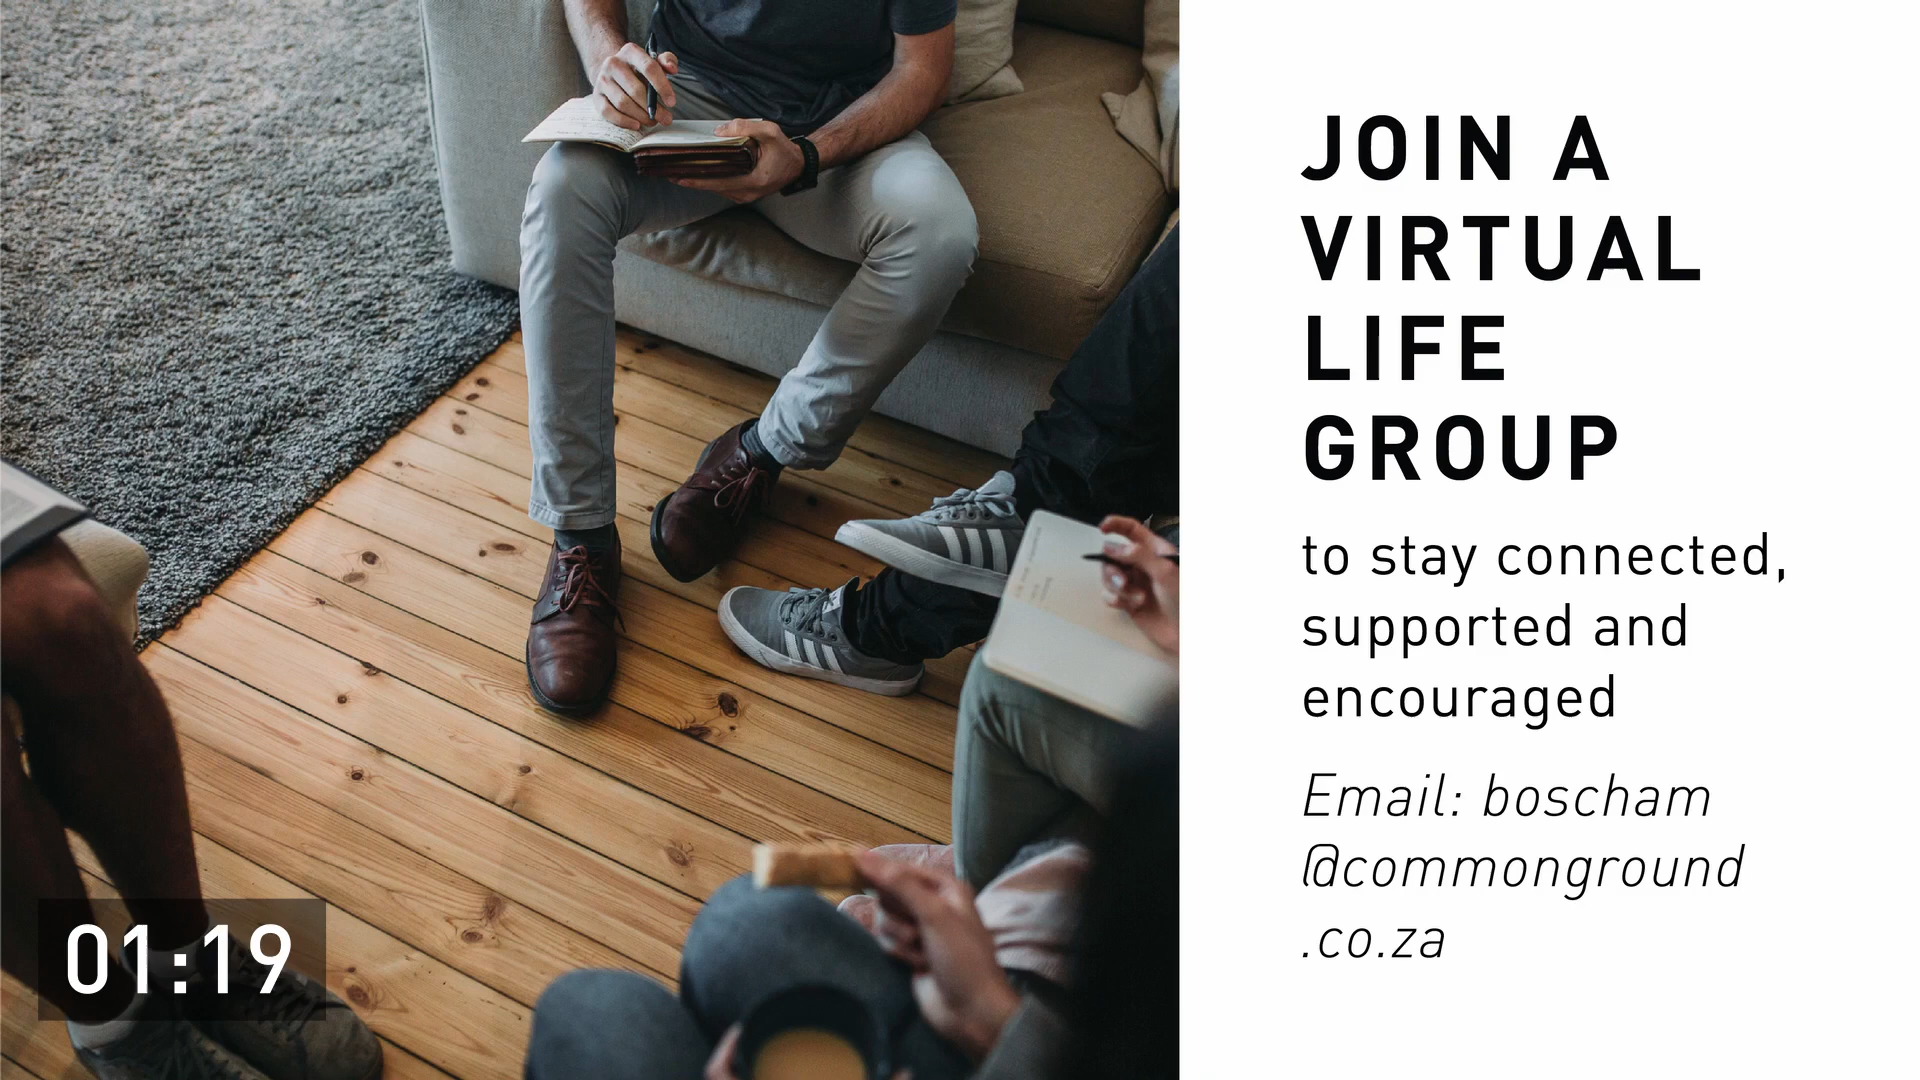 JOIN A
VIRTUAL
LIFE
GROUP
to stay connected,
supported and
encouraged
Email: boscham
@commonground
.co.za
01:19